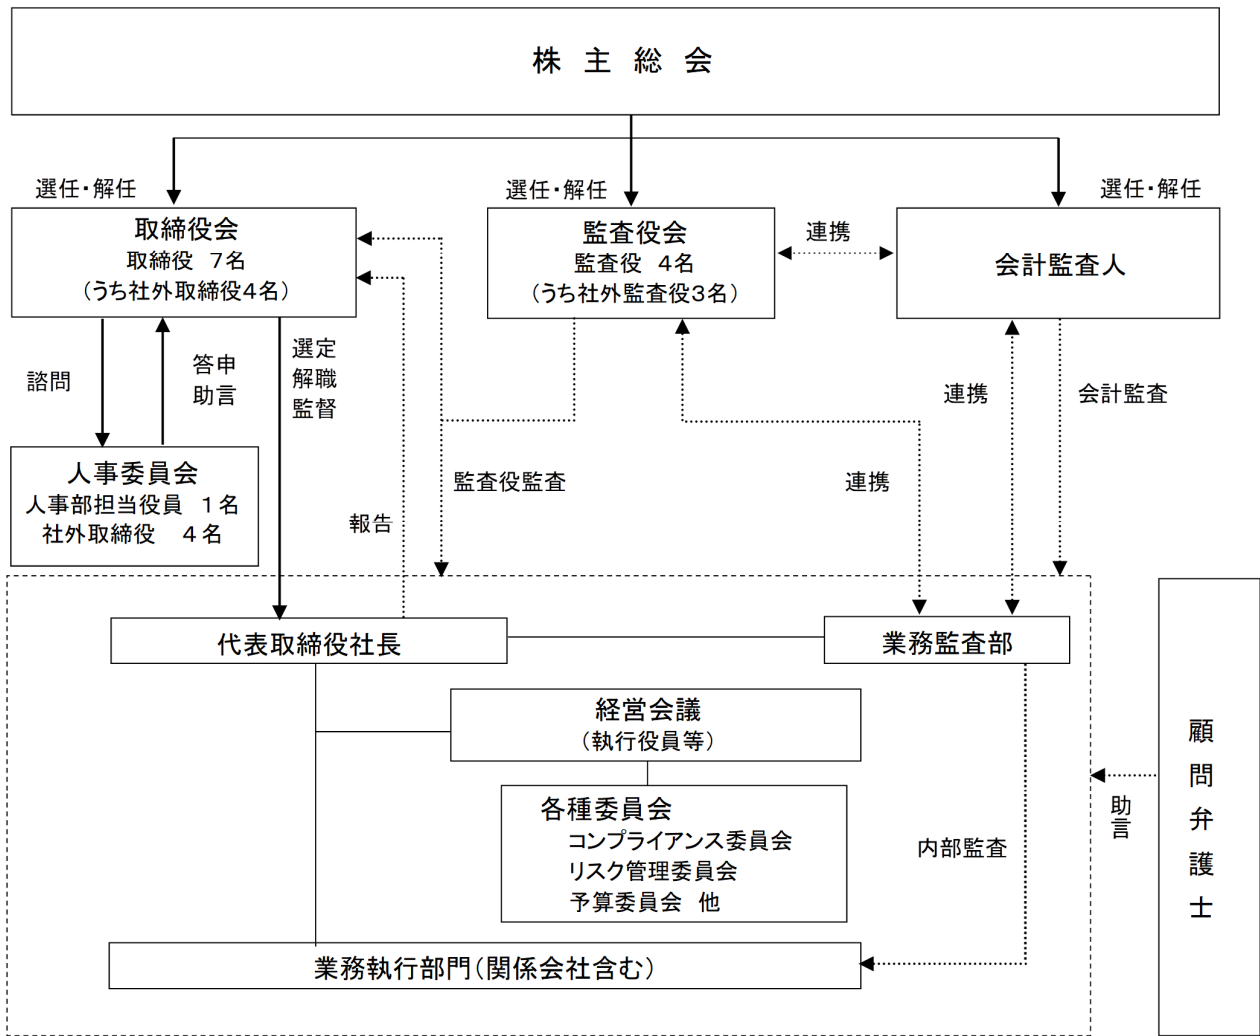 株 主 総 会
選任・解任
選任・解任
選任・解任
取締役会
取締役 7名
(うち社外取締役4名)
監査役会
監査役 4名
(うち社外監査役3名)
連携
会計監査人
諮問
答申
助言
選定
解職
監督
連携
会計監査
人事委員会
人事部担当役員 1名
社外取締役 4名
監査役監査
連携
報告
代表取締役社長
業務監査部
経営会議
(執行役員等)
各種委員会
コンプライアンス委員会
リスク管理委員会
予算委員会 他
内部監査
助言
顧問弁護士
業務執行部門(関係会社含む)